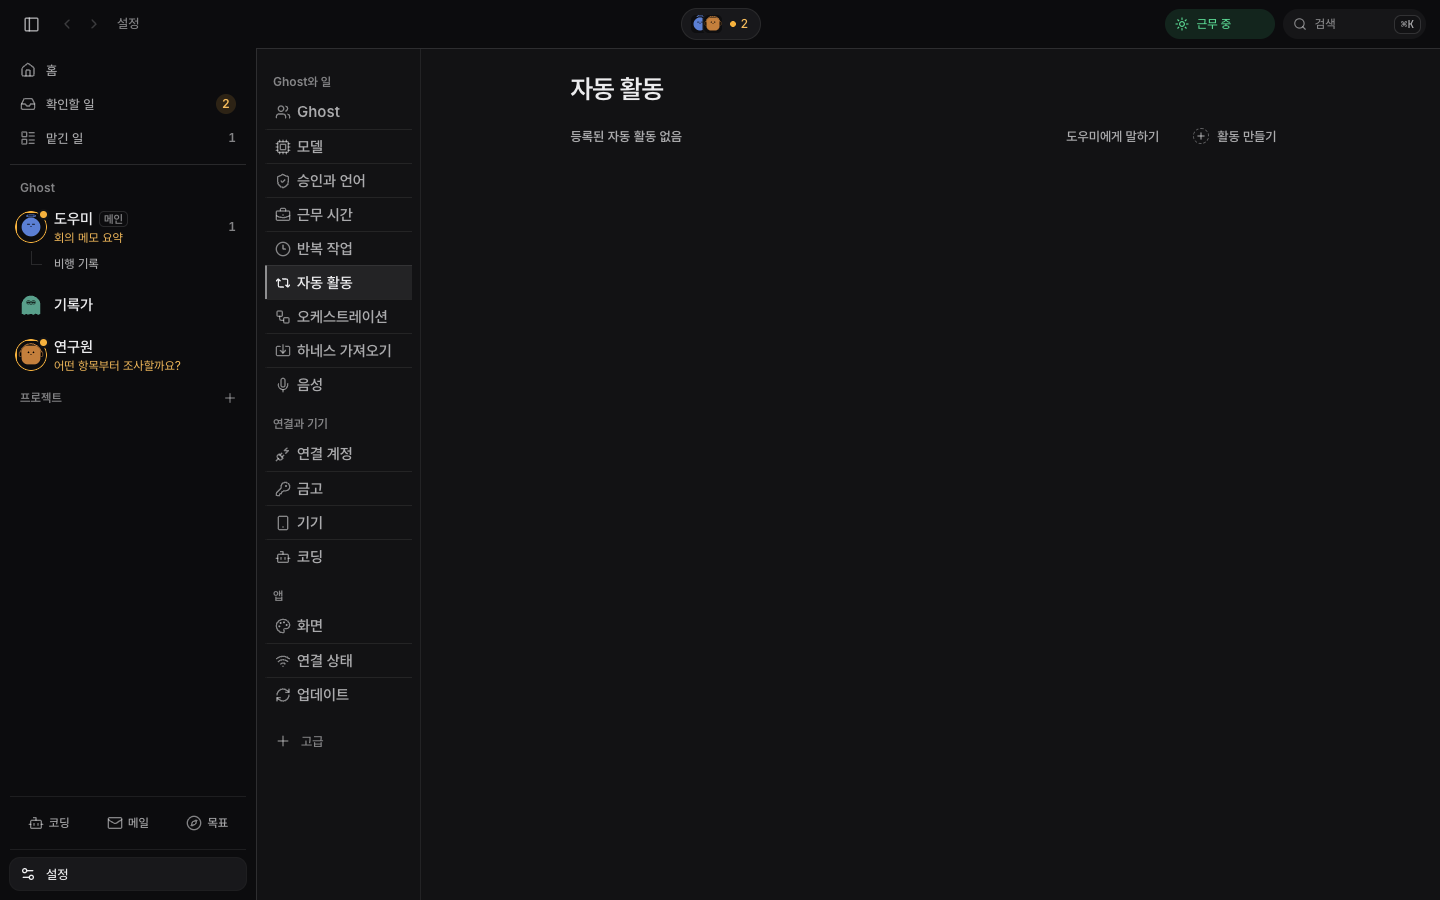 설정
2
근무 중
검색
⌘K
홈
확인할 일
2
맡긴 일
1
Ghost
도우미
메인
1
회의 메모 요약
비행 기록
기록가
연구원
어떤 항목부터 조사할까요?
프로젝트
코딩
메일
목표
설정
Ghost와 일
Ghost
모델
승인과 언어
근무 시간
반복 작업
자동 활동
오케스트레이션
하네스 가져오기
음성
연결과 기기
연결 계정
금고
기기
코딩
앱
화면
연결 상태
업데이트
고급
자동 활동
등록된 자동 활동 없음
도우미에게 말하기
활동 만들기